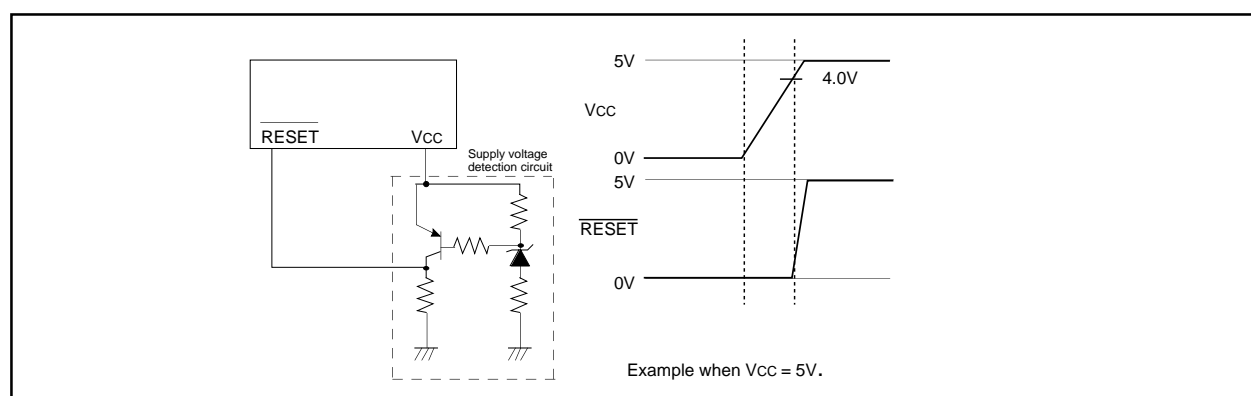 RESET VCC
Supply voltage
detection circuit
5V
4.0V
VCC
0V
5V
RESET
0V
Example when VCC = 5V.